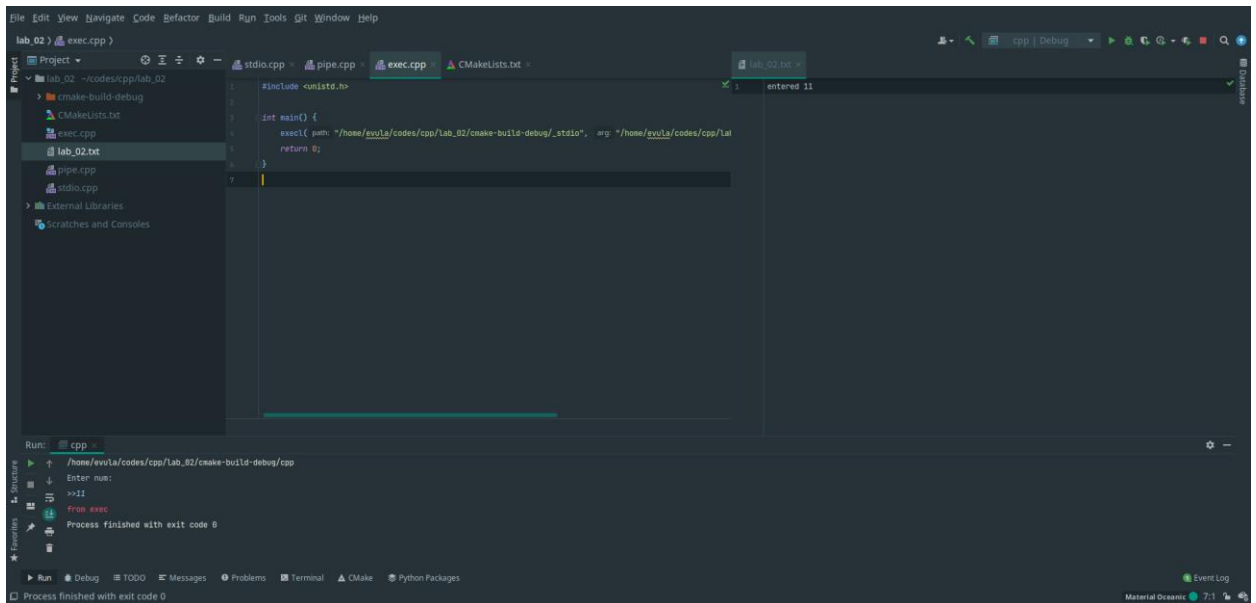 File Edit View Navigate Code Refactor Build Run Tools Git Window Help
lab_02 〉 exec.cpp 〉
cpp | Debug
Project
stdio.cpp × pipe.cpp × exec.cpp × CMakeLists.txt ×
lab_02.txt ×
Project
Database
lab_02 ~/codes/cpp/lab_02
cmake-build-debug
CMakeLists.txt
exec.cpp
lab_02.txt
pipe.cpp
stdio.cpp
External Libraries
Scratches and Consoles
1 #include <unistd.h>
2
3 int main() {
4 execl( path: "/home/evula/codes/cpp/lab_02/cmake-build-debug/_stdio", arg: "/home/evula/codes/cpp/lab
5 return 0;
6 }
7
1 entered 11
Run: cpp ×
/home/evula/codes/cpp/lab_02/cmake-build-debug/cpp
Enter num:
>>11
from exec
Process finished with exit code 0
Structure
Favorites
Run Debug TODO Messages Problems Terminal CMake Python Packages
1 Event Log
Process finished with exit code 0
Material Oceanic 7:1